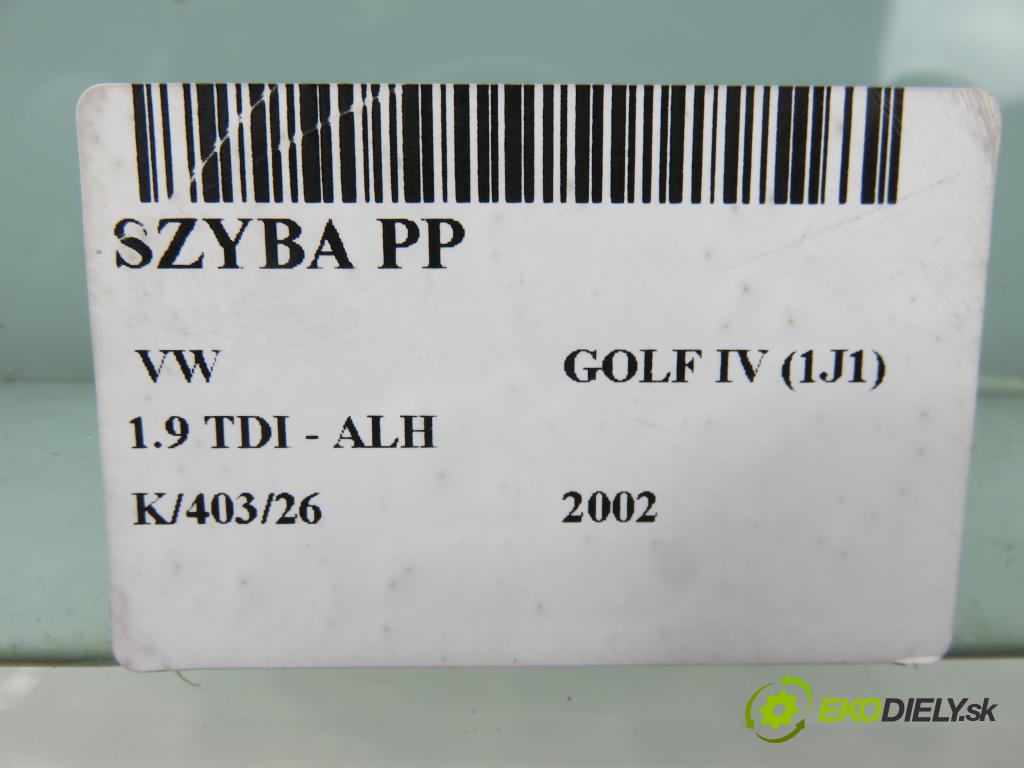 SZYBA PP
VW GOLF IV (1J1)
1.9 TDI - ALH
K/403/26 2002
EKODIELY.sk